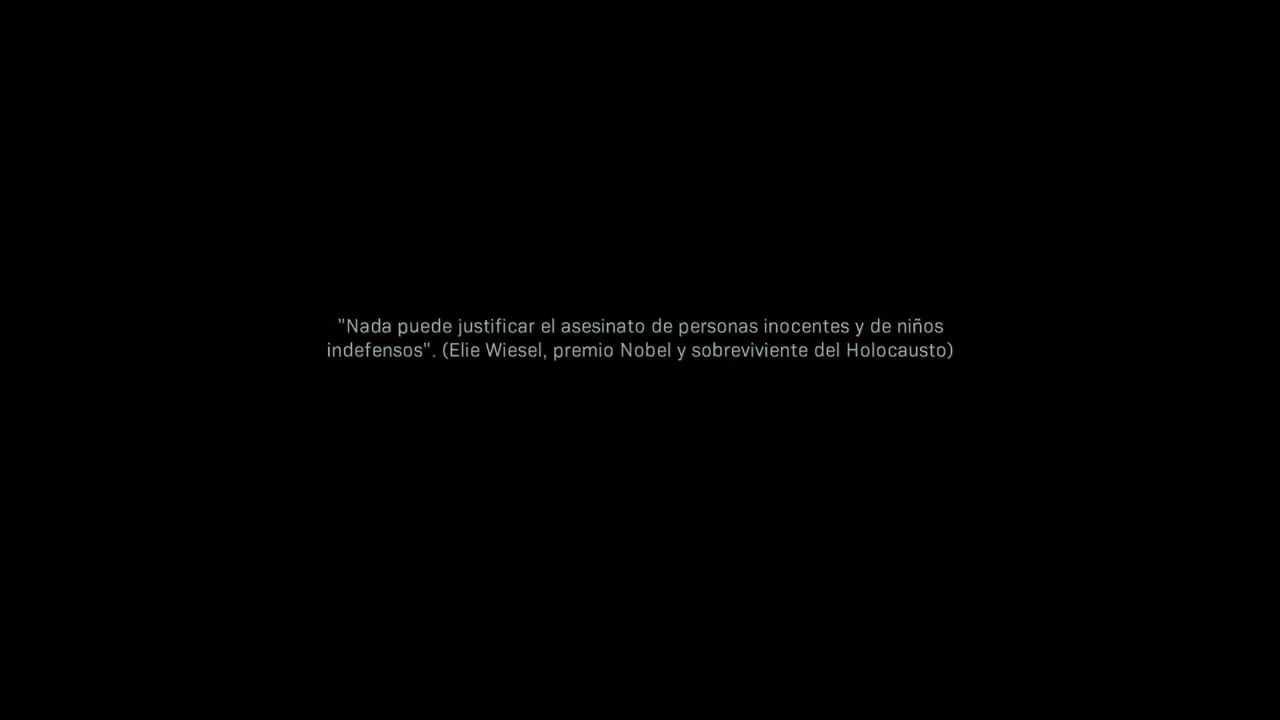 "Nada puede justificar el asesinato de personas inocentes y de niños
indefensos". (Elie Wiesel, premio Nobel y sobreviviente del Holocausto)